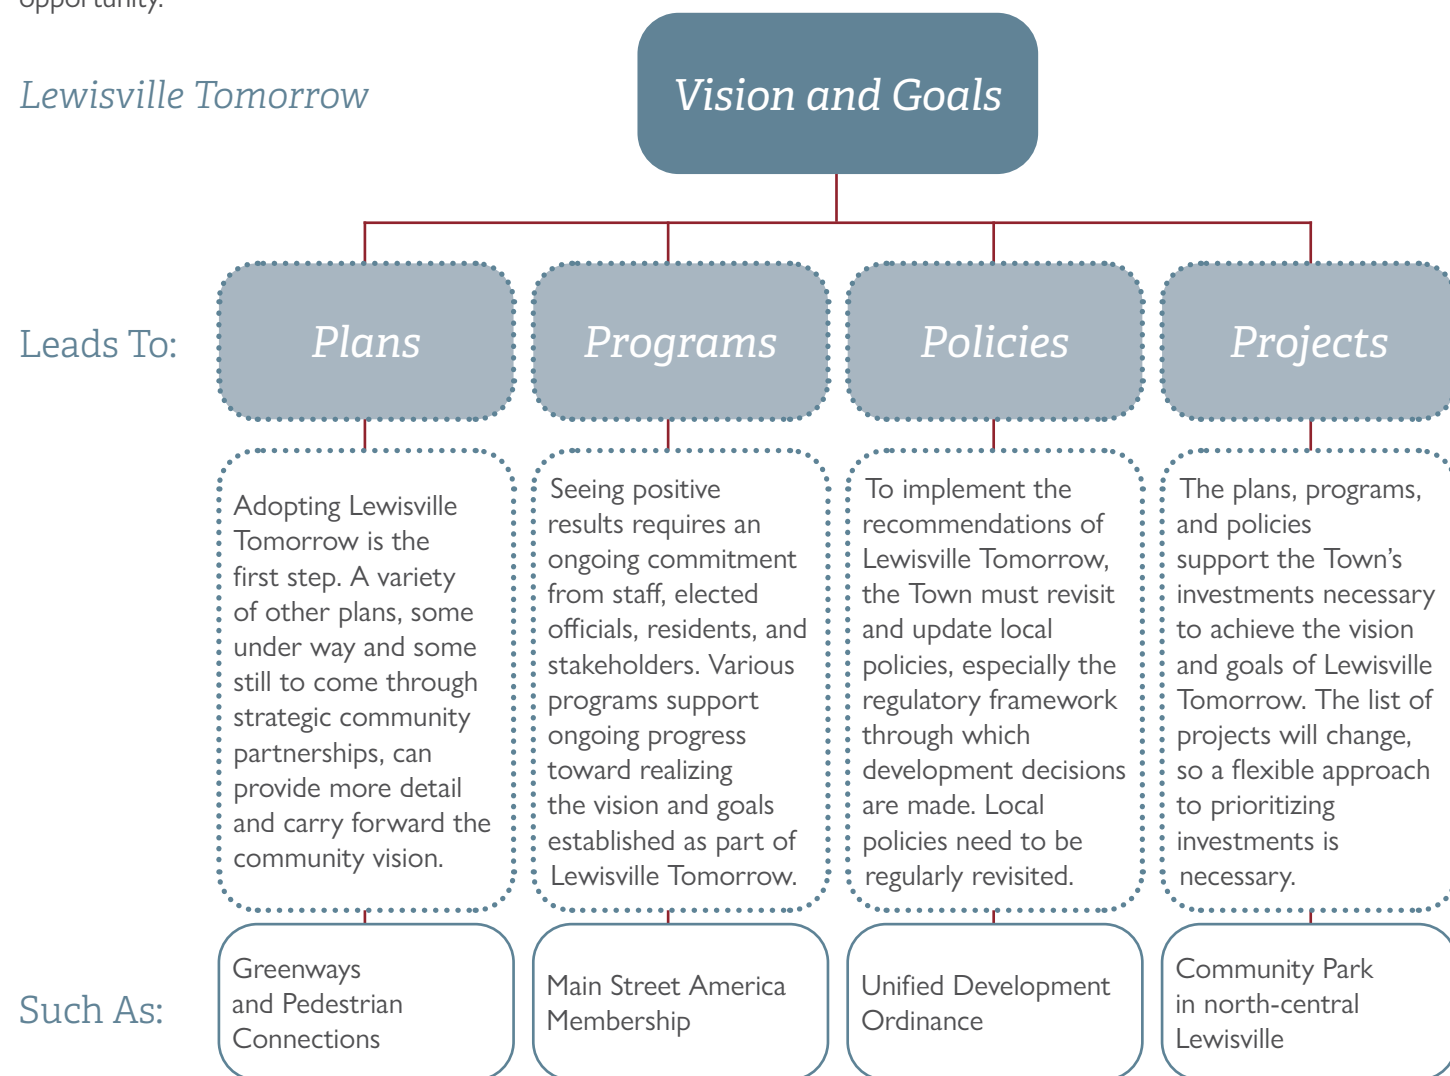 opportunity.
Lewisville Tomorrow
Vision and Goals
Leads To:
Plans
Programs
Policies
Projects
Adopting Lewisville
Tomorrow is the
first step. A variety
of other plans, some
under way and some
still to come through
strategic community
partnerships, can
provide more detail
and carry forward the
community vision.
Seeing positive
results requires an
ongoing commitment
from staff, elected
officials, residents, and
stakeholders. Various
programs support
ongoing progress
toward realizing
the vision and goals
established as part of
Lewisville Tomorrow.
To implement the
recommendations of
Lewisville Tomorrow,
the Town must revisit
and update local
policies, especially the
regulatory framework
through which
development decisions
are made. Local
policies need to be
regularly revisited.
The plans, programs,
and policies
support the Town’s
investments necessary
to achieve the vision
and goals of Lewisville
Tomorrow. The list of
projects will change,
so a flexible approach
to prioritizing
investments is
necessary.
Such As:
Greenways
and Pedestrian
Connections
Main Street America
Membership
Unified Development
Ordinance
Community Park
in north-central
Lewisville